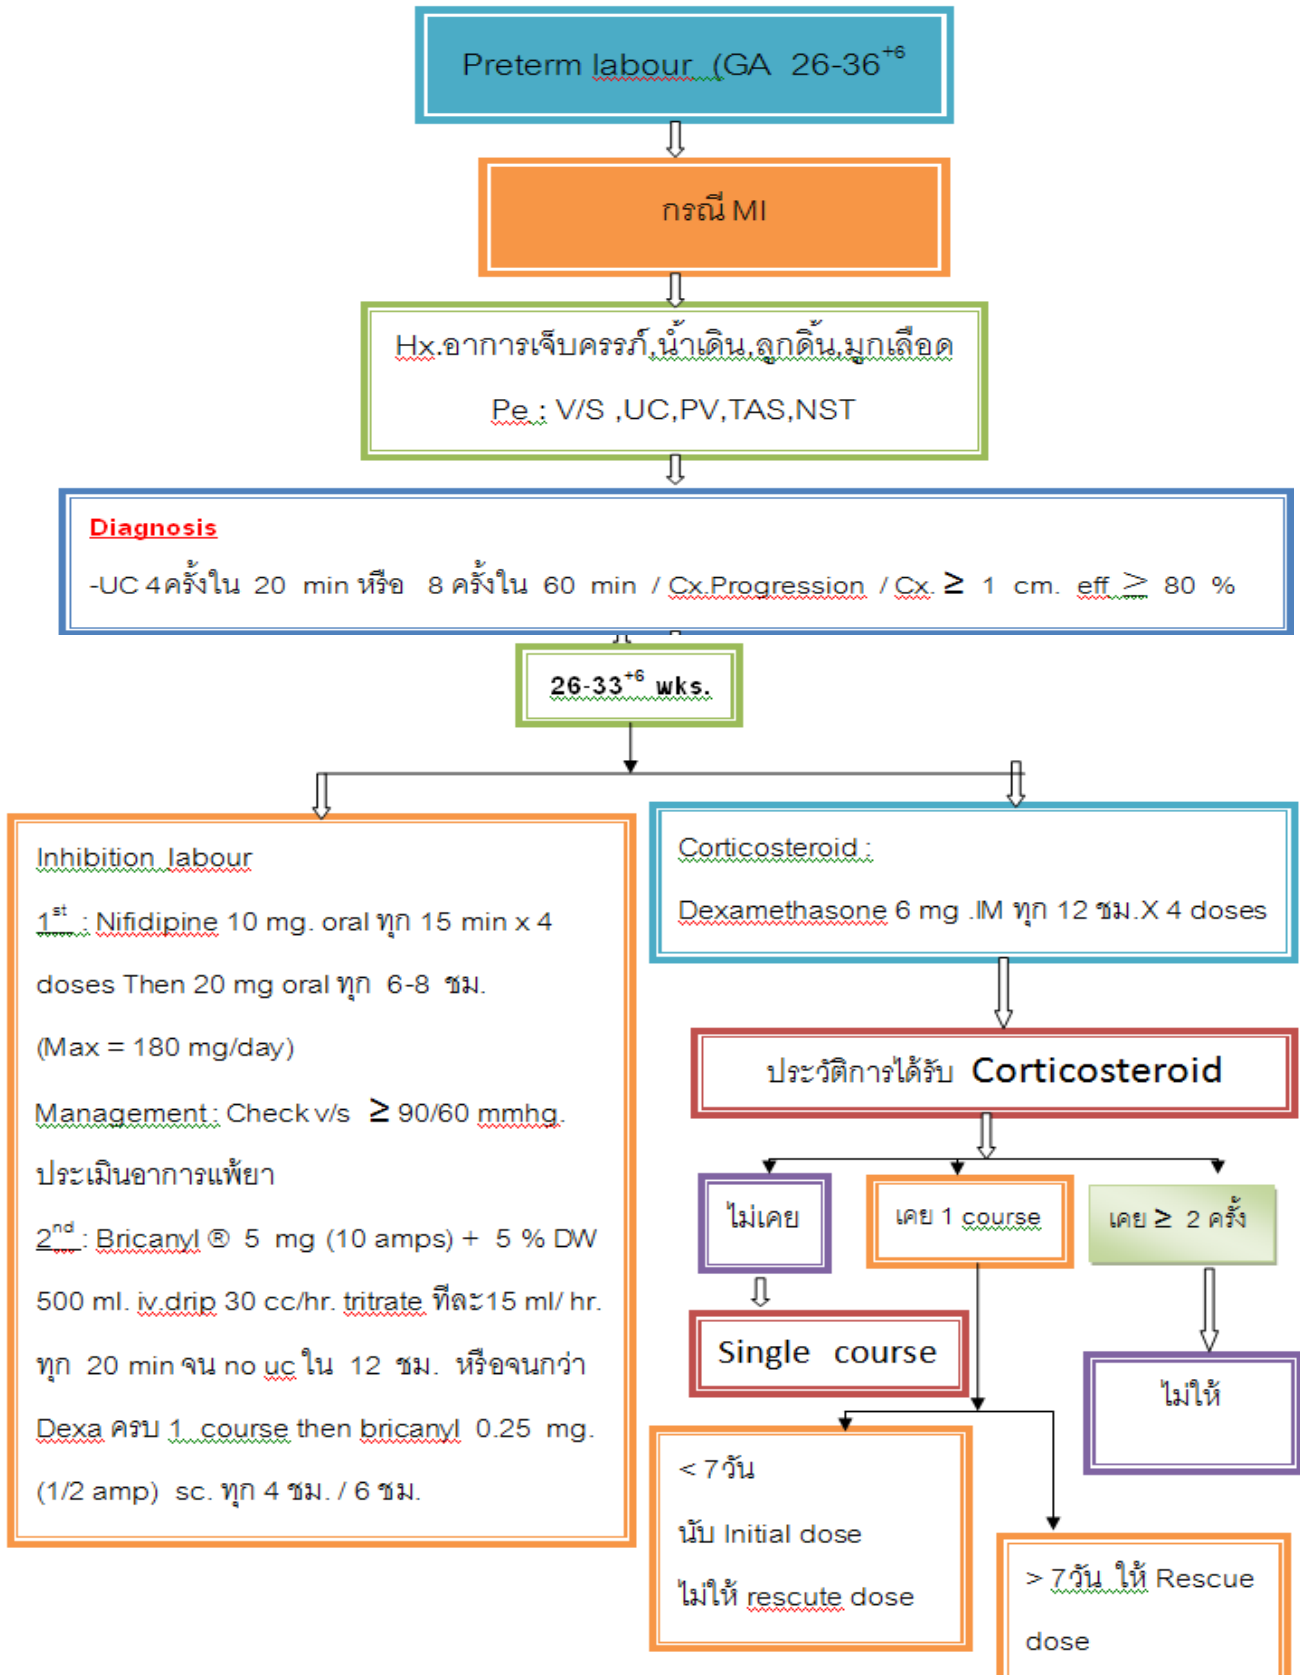 Preterm labour (GA 26-36+6
กรณี MI
Hx.อาการเจ็บครรภ์,น้ำเดิน,ลูกดิ้น,มูกเลือด
Pe : V/S ,UC,PV,TAS,NST
Diagnosis
-UC 4ครั้งใน 20 min หรือ 8 ครั้งใน 60 min / Cx.Progression / Cx. ≥ 1 cm. eff ≥ 80 %
26-33+6 wks.
Inhibition labour
1st : Nifidipine 10 mg. oral ทุก 15 min x 4
doses Then 20 mg oral ทุก 6-8 ชม.
(Max = 180 mg/day)
Management : Check v/s ≥ 90/60 mmhg.
ประเมินอาการแพ้ยา
2nd : Bricanyl ® 5 mg (10 amps) + 5 % DW
500 ml. iv.drip 30 cc/hr. tritrate ทีละ15 ml/ hr.
ทุก 20 min จน no uc ใน 12 ชม. หรือจนกว่า
Dexa ครบ 1 course then bricanyl 0.25 mg.
(1/2 amp) sc. ทุก 4 ชม. / 6 ชม.
Corticosteroid :
Dexamethasone 6 mg .IM ทุก 12 ชม.X 4 doses
ประวัติการได้รับ Corticosteroid
ไม่เคย
เคย 1 course
เคย ≥ 2 ครั้ง
Single course
ไม่ให้
< 7วัน
นับ Initial dose
ไม่ให้ rescute dose
> 7วัน ให้ Rescue
dose